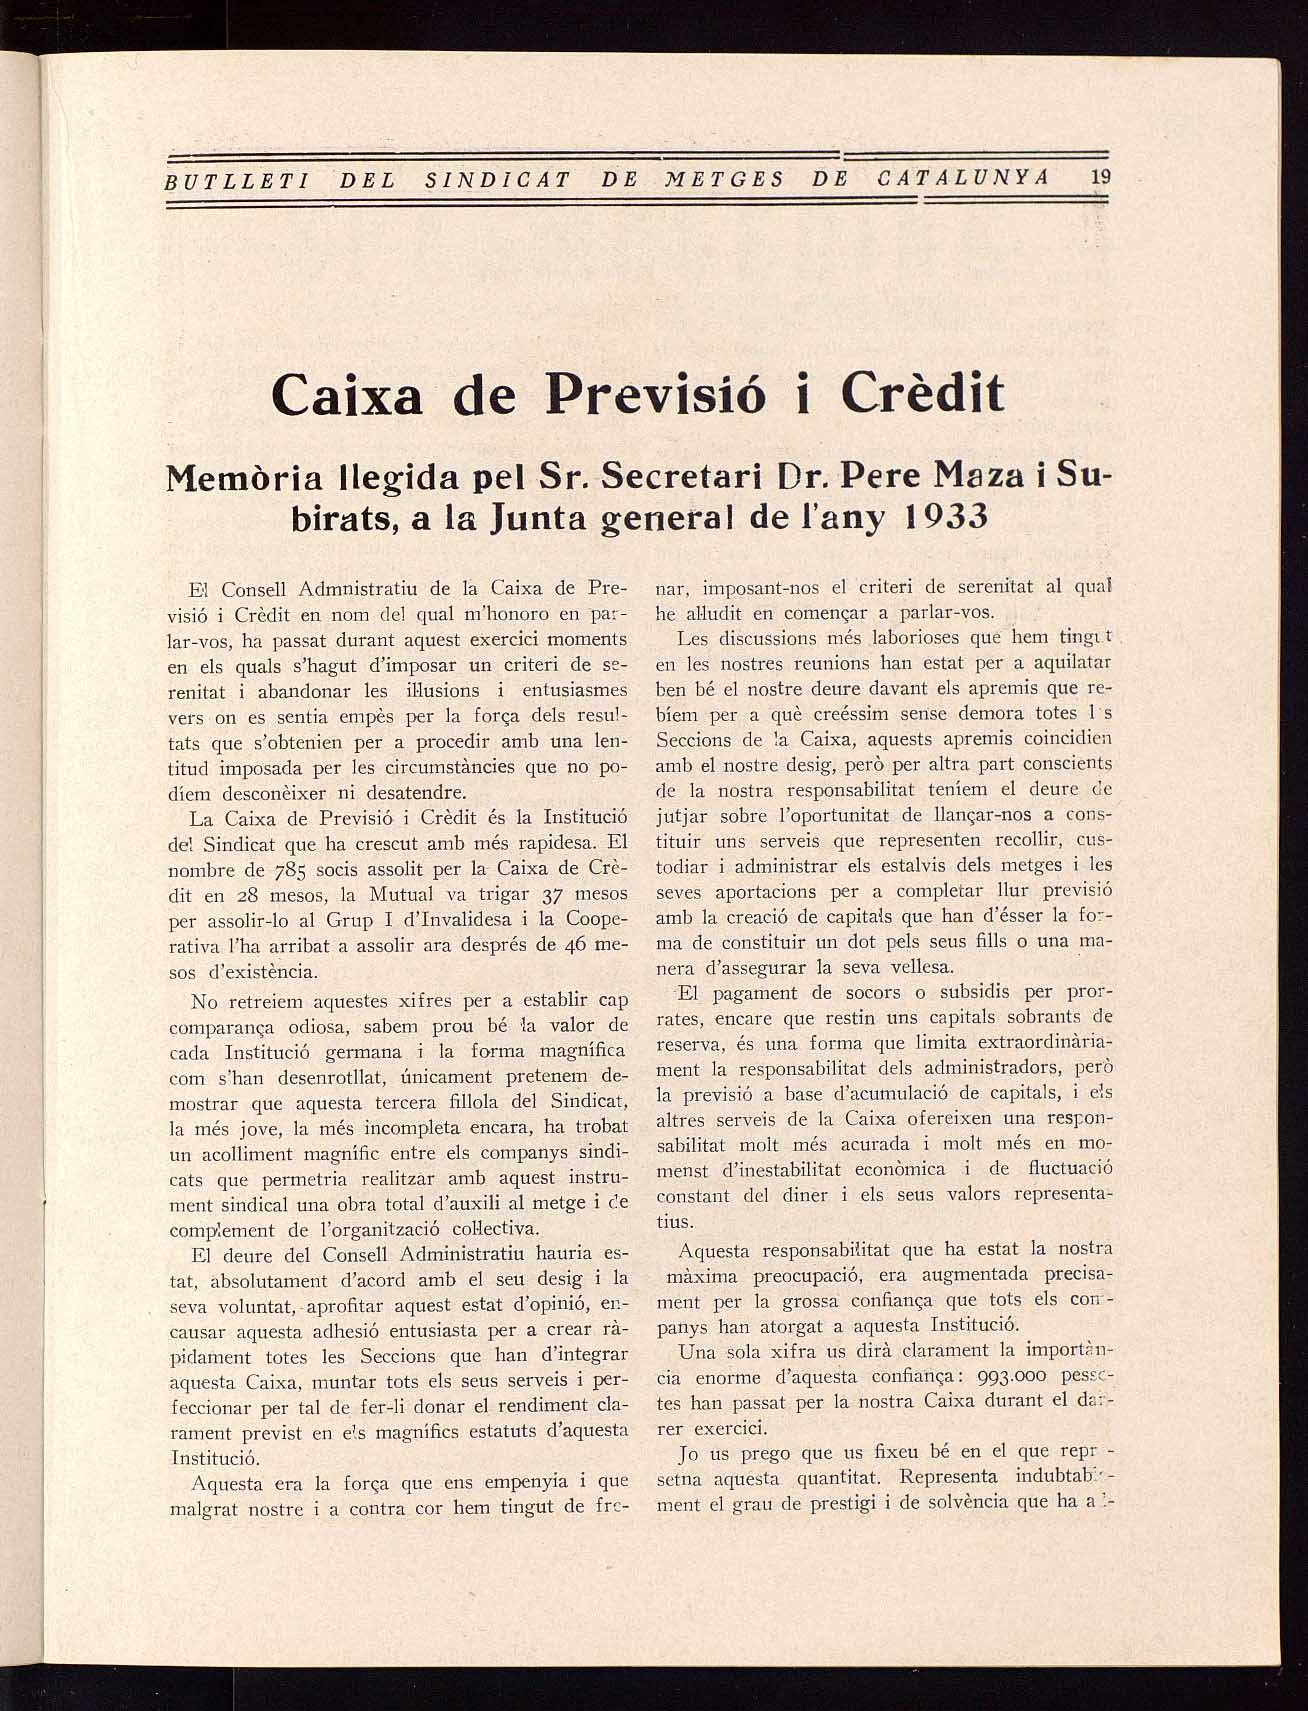 BUTLLETI DEL SINDICAT DE METGES DE CATALUNYA 19
Caixa de Previsió i Crèdit
Memòria llegida pel Sr. Secretari Dr. Pere Maza i Su-
birats, a la Junta general de l'any 1933
El Consell Admnistratiu de la Caixa de Pre-
visió i Crèdit en nom del qual m'honoro en par-
lar-vos, ha passat durant aquest exercici moments
en els quals s'hagut d'imposar un criteri de se-
renitat i abandonar les il·lusions i entusiasmes
vers on es sentia empès per la força dels resul-
tats que s'obtenien per a procedir amb una len-
titud imposada per les circumstàncies que no po-
díem desconèixer ni desatendre.
La Caixa de Previsió i Crèdit és la Institució
del Sindicat que ha crescut amb més rapidesa. El
nombre de 785 socis assolit per la Caixa de Crè-
dit en 28 mesos, la Mutual va trigar 37 mesos
per assolir-lo al Grup I d'Invalidesa i la Coope-
rativa l'ha arribat a assolir ara després de 46 me-
sos d'existència.
No retreiem aquestes xifres per a establir cap
comparança odiosa, sabem prou bé la valor de
cada Institució germana i la forma magnífica
com s'han desenrotllat, únicament pretenem de-
mostrar que aquesta tercera fillola del Sindicat,
la més jove, la més incompleta encara, ha trobat
un acolliment magnífic entre els companys sindi-
cats que permetria realitzar amb aquest instru-
ment sindical una obra total d'auxili al metge i de
complement de l'organització col·lectiva.
El deure del Consell Administratiu hauria es-
tat, absolutament d'acord amb el seu desig i la
seva voluntat, aprofitar aquest estat d'opinió, en-
causar aquesta adhesió entusiasta per a crear rà-
pidament totes les Seccions que han d'integrar
aquesta Caixa, muntar tots els seus serveis i per-
feccionar per tal de fer-li donar el rendiment cla-
rament previst en els magnífics estatuts d'aquesta
Institució.
Aquesta era la força que ens empenyia i que
malgrat nostre i a contra cor hem tingut de fre-
nar, imposant-nos el criteri de serenitat al qual
he al·ludit en començar a parlar-vos.
Les discussions més laborioses que hem tingut
en les nostres reunions han estat per a aquilatar
ben bé el nostre deure davant els apremis que re-
bíem per a què creéssim sense demora totes les
Seccions de la Caixa, aquests apremis coincidien
amb el nostre desig, però per altra part conscients
de la nostra responsabilitat teníem el deure de
jutjar sobre l'oportunitat de llançar-nos a cons-
tituir uns serveis que representen recollir, cus-
todiar i administrar els estalvis dels metges i les
seves aportacions per a completar llur previsió
amb la creació de capitals que han d'ésser la for-
ma de constituir un dot pels seus fills o una ma-
nera d'assegurar la seva vellesa.
El pagament de socors o subsidis per pror-
rates, encare que restin uns capitals sobrants de
reserva, és una forma que limita extraordinària-
ment la responsabilitat dels administradors, però
la previsió a base d'acumulació de capitals, i els
altres serveis de la Caixa ofereixen una respon-
sabilitat molt més acurada i molt més en mo-
menst d'inestabilitat econòmica i de fluctuació
constant del diner i els seus valors representa-
tius.
Aquesta responsabilitat que ha estat la nostra
màxima preocupació, era augmentada precisa-
ment per la grossa confiança que tots els com-
panys han atorgat a aquesta Institució.
Una sola xifra us dirà clarament la importàn-
cia enorme d'aquesta confiança: 993.000 pesse-
tes han passat per la nostra Caixa durant el dar-
rer exercici.
Jo us prego que us fixeu bé en el que repre-
setna aquesta quantitat. Representa indubtable-
ment el grau de prestigi i de solvència que ha